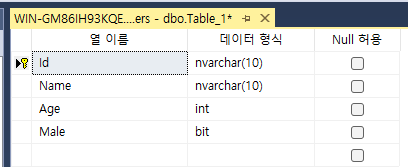 WIN-GM86IH93KQE....ers - dbo.Table_1*
열 이름 데이터 형식 Null 허용
Id nvarchar(10)
Name nvarchar(10)
Age int
Male bit